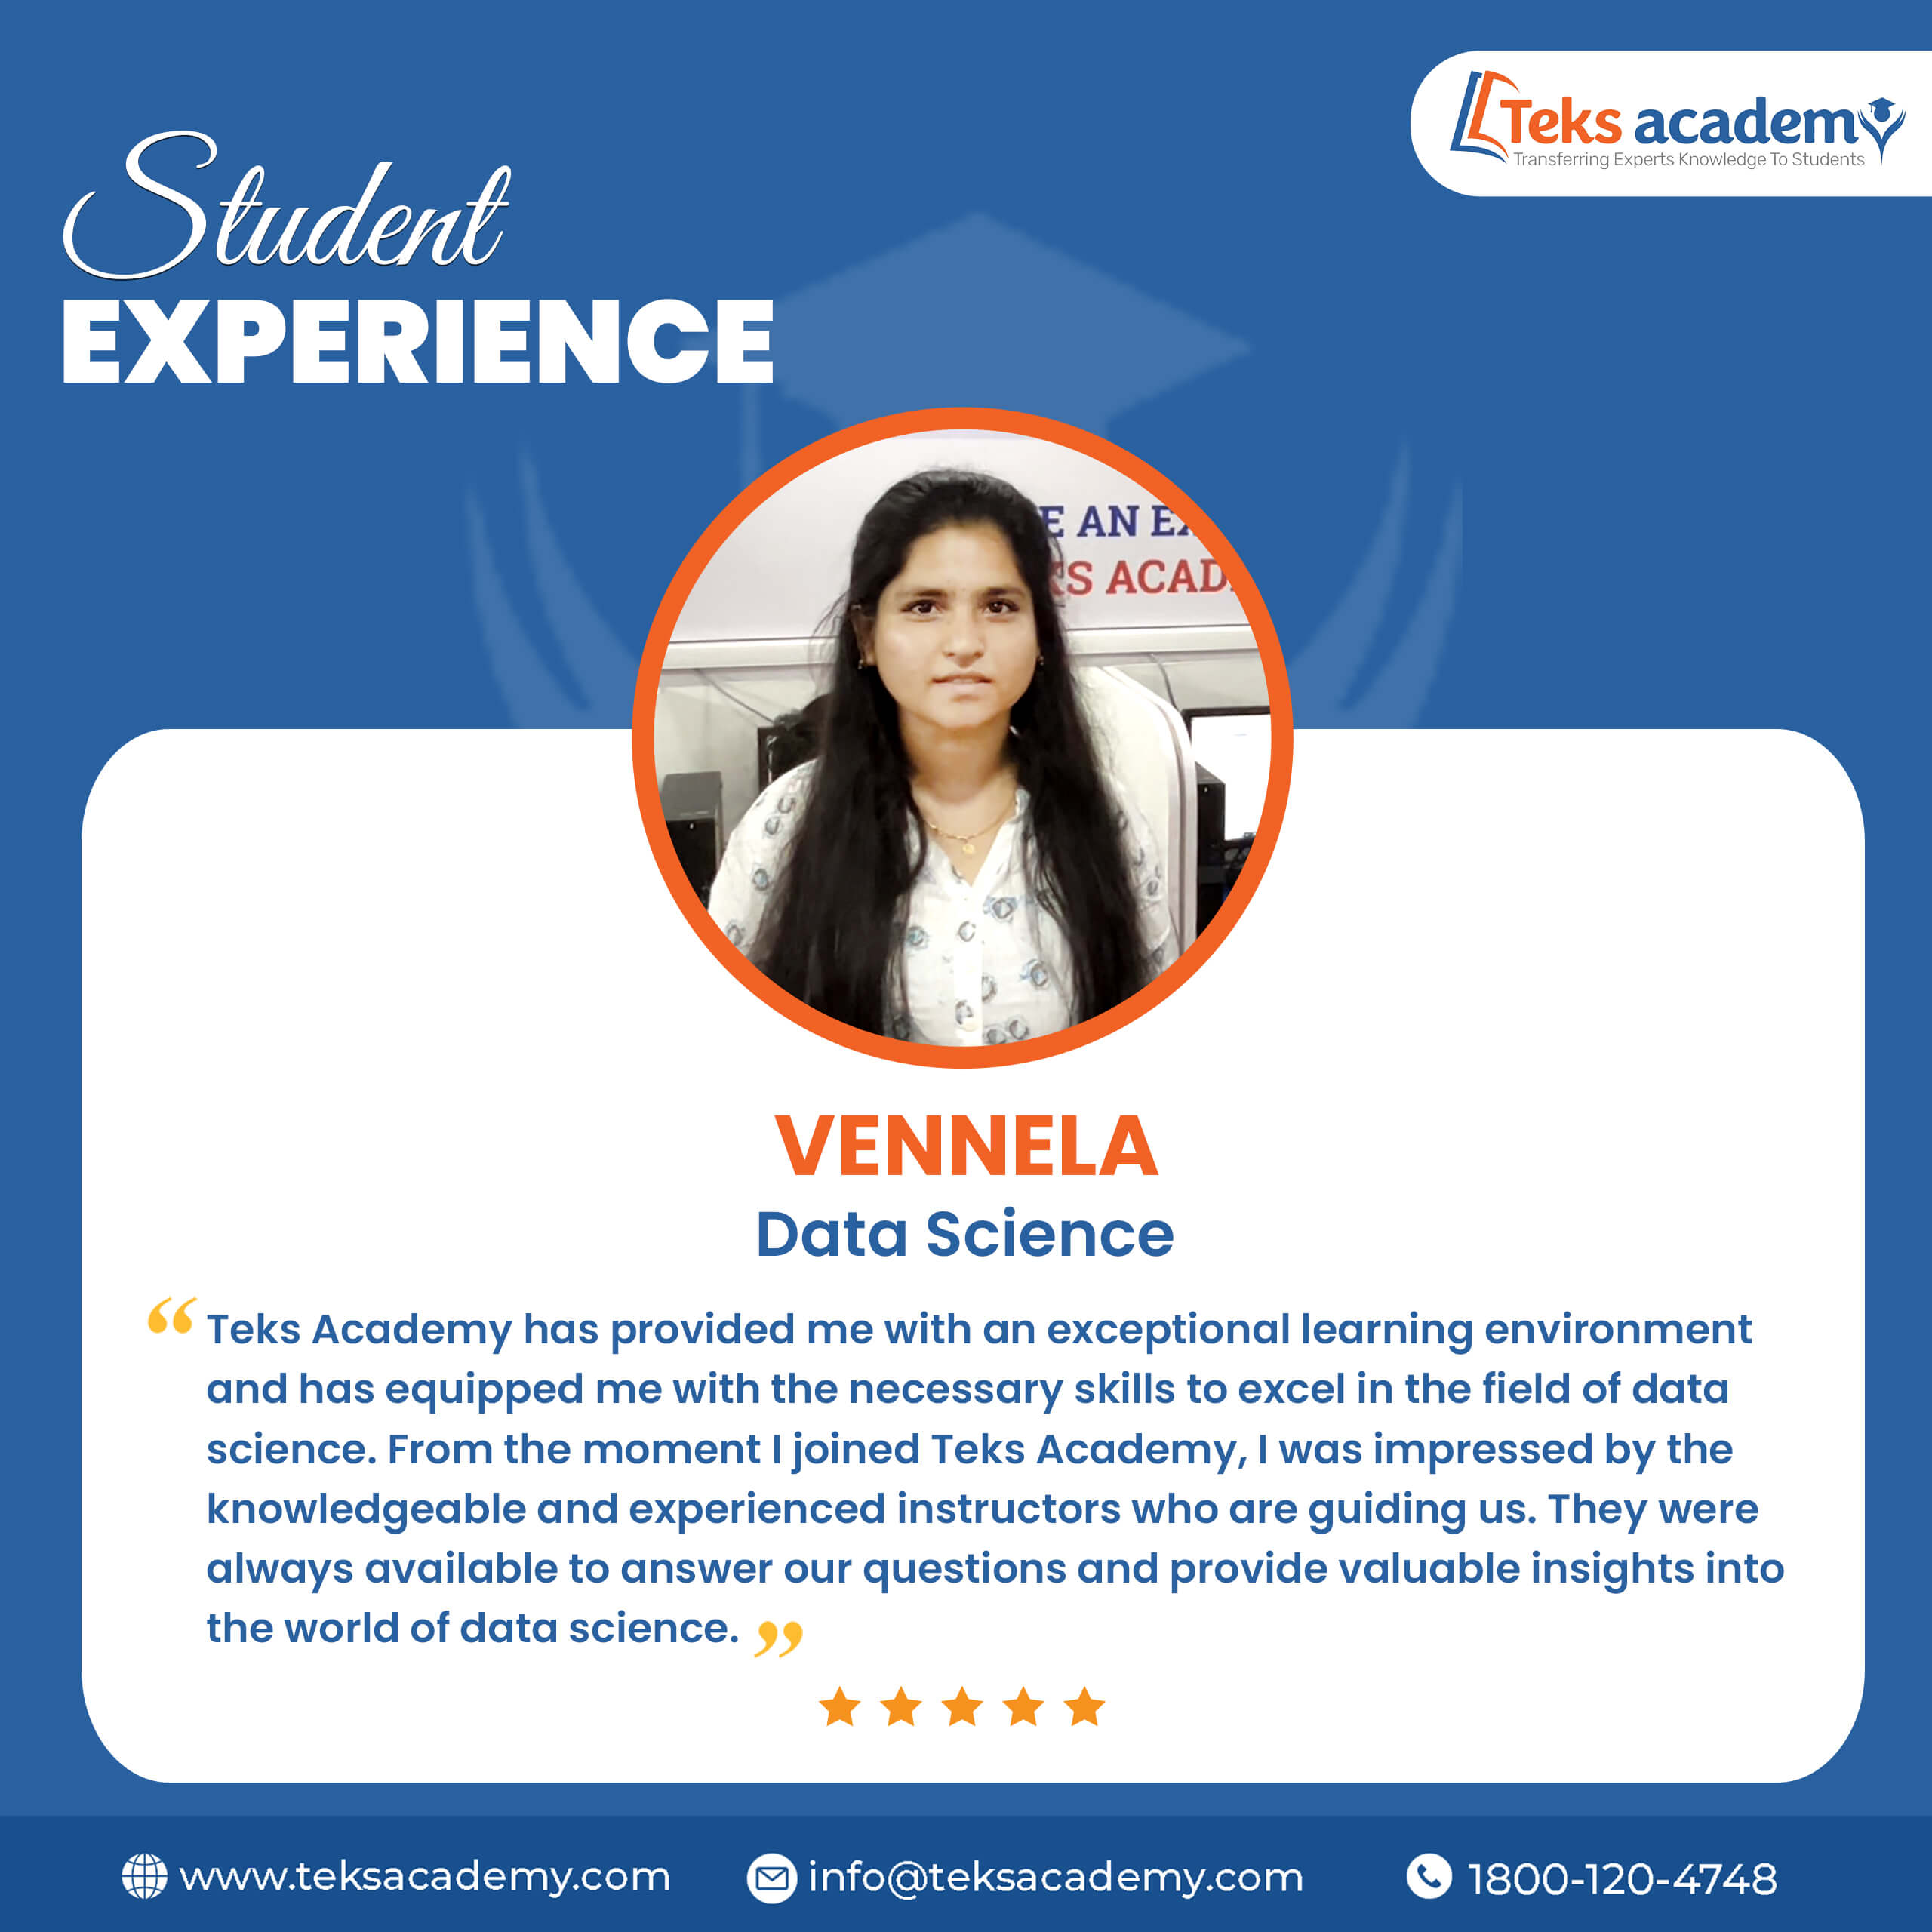 Teks academy
Transferring Experts Knowledge To Students
Student
EXPERIENCE
E AN
KS ACAD
VENNELA
Data Science
“ Teks Academy has provided me with an exceptional learning environment
and has equipped me with the necessary skills to excel in the field of data
science. From the moment I joined Teks Academy, I was impressed by the
knowledgeable and experienced instructors who are guiding us. They were
always available to answer our questions and provide valuable insights into
the world of data science. ”
www.teksacademy.com
info@teksacademy.com
1800-120-4748